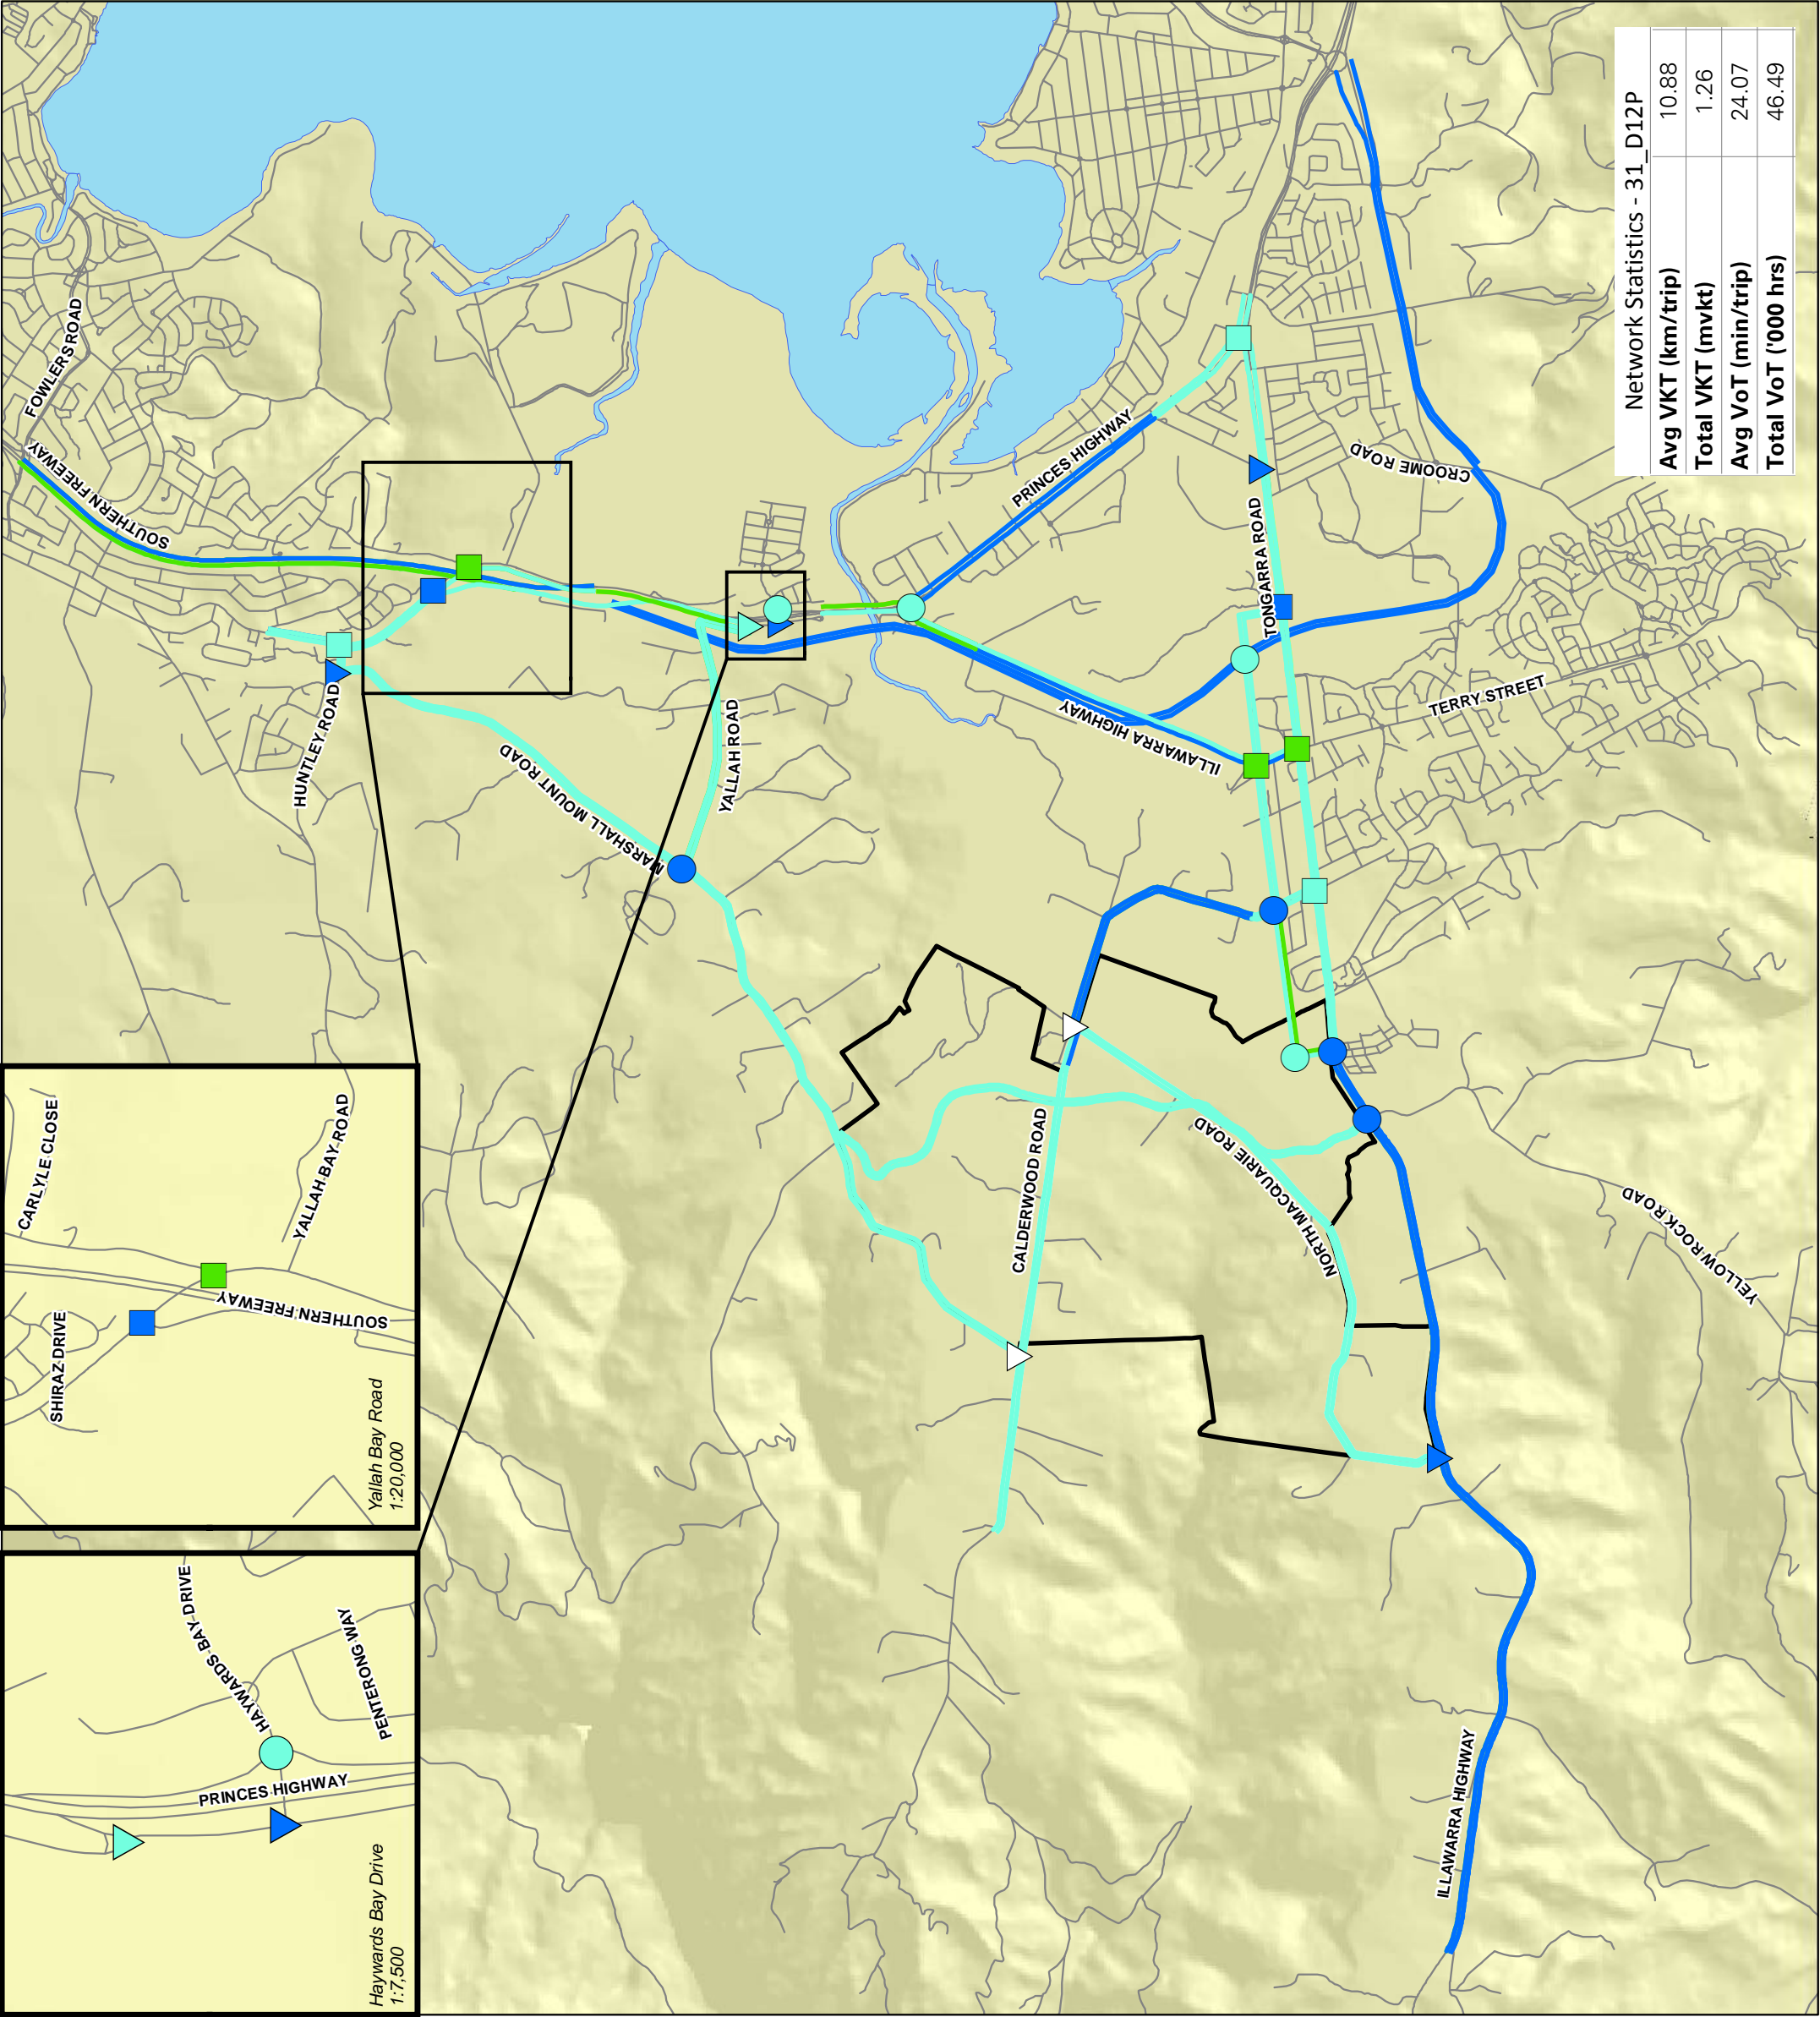 Haywards Bay Drive
1:7,500
HAYWARDS BAY DRIVE
PENTERONG WAY
PRINCES HIGHWAY
Yallah Bay Road
1:20,000
CARLYLE CLOSE
YALLAH BAY ROAD
SHIRAZ DRIVE
SOUTHERN FREEWAY
FOWLERS ROAD
SOUTHERN FREEWAY
HUNTLEY ROAD
MARSHALL MOUNT ROAD
YALLAH ROAD
PRINCES HIGHWAY
ILLAWARRA HIGHWAY
TONGARRA ROAD
CROOME ROAD
TERRY STREET
CALDERWOOD ROAD
NORTH MACQUARIE ROAD
YELLOW ROCK ROAD
ILLAWARRA HIGHWAY
Network Statistics - 31_D12P
Avg VKT (km/trip) 10.88
Total VKT (mvkt) 1.26
Avg VoT (min/trip) 24.07
Total VoT ('000 hrs) 46.49